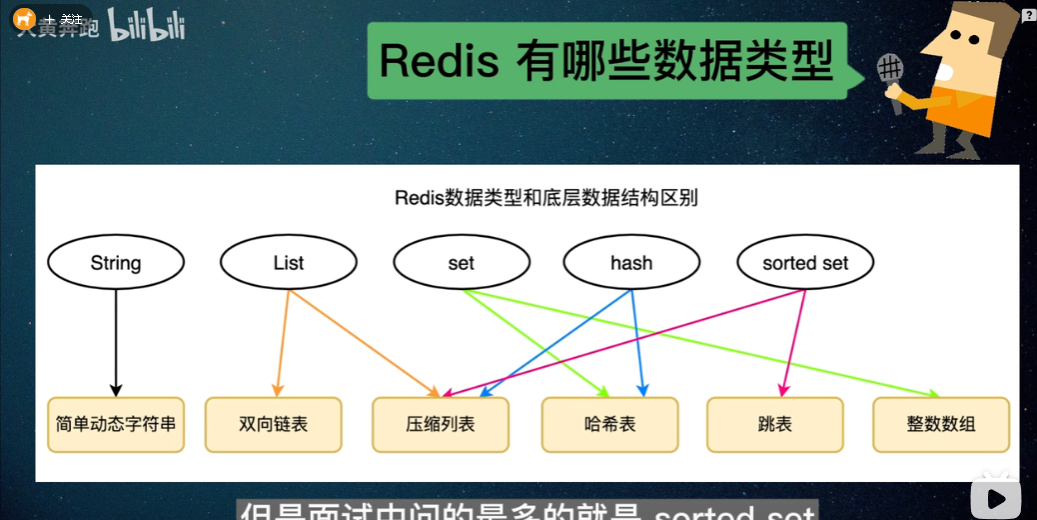 + 关注
大黄奔跑 bilibili
Redis 有哪些数据类型
?
Redis数据类型和底层数据结构区别
String List set hash sorted set
简单动态字符串 双向链表 压缩列表 哈希表 跳表 整数数组
但是面试中问的最多的就是 sorted set